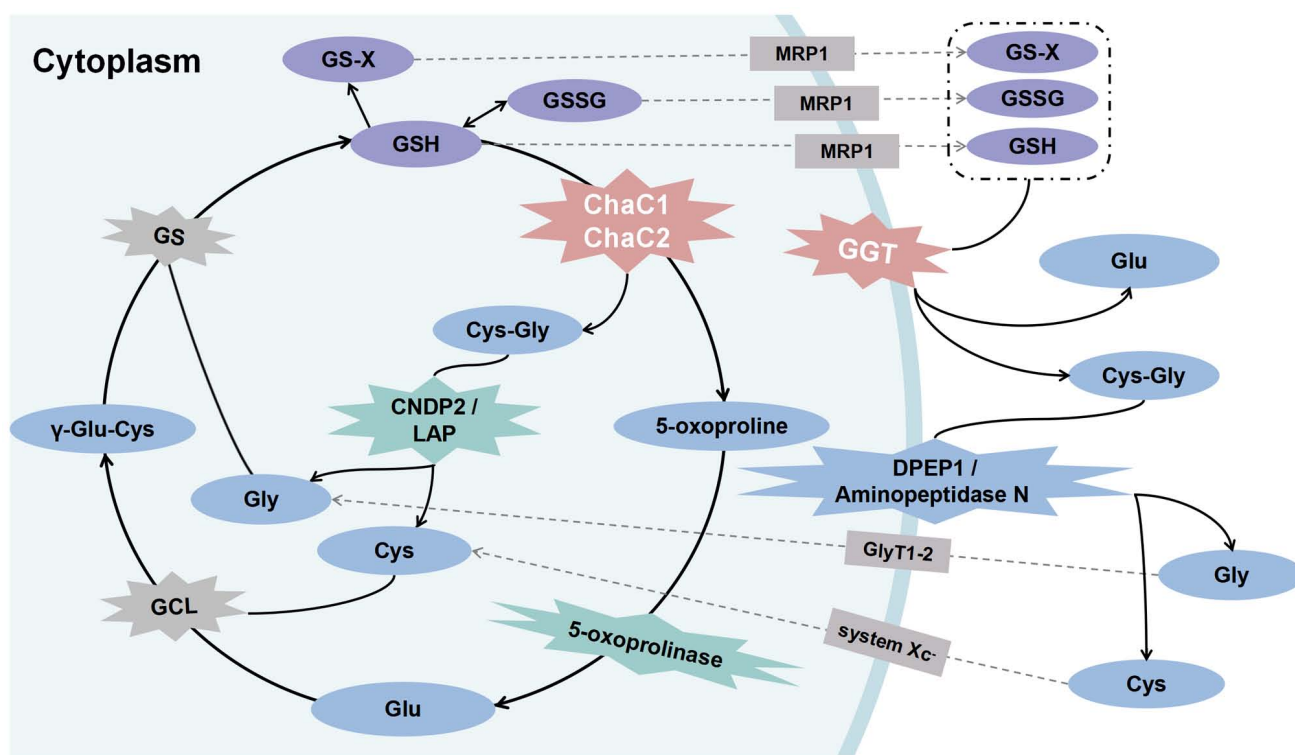 Cytoplasm
GS-X
MRP1
GS-X
GSSG
MRP1
GSSG
GSH
MRP1
GSH
ChaC1
ChaC2
GS
GGT
Glu
Cys-Gly
Cys-Gly
CNDP2 /
LAP
γ-Glu-Cys
5-oxoproline
DPEP1 /
Aminopeptidase N
Gly
Cys
GlyT1-2
Gly
GCL
5-oxoprolinase
system Xc-
Cys
Glu